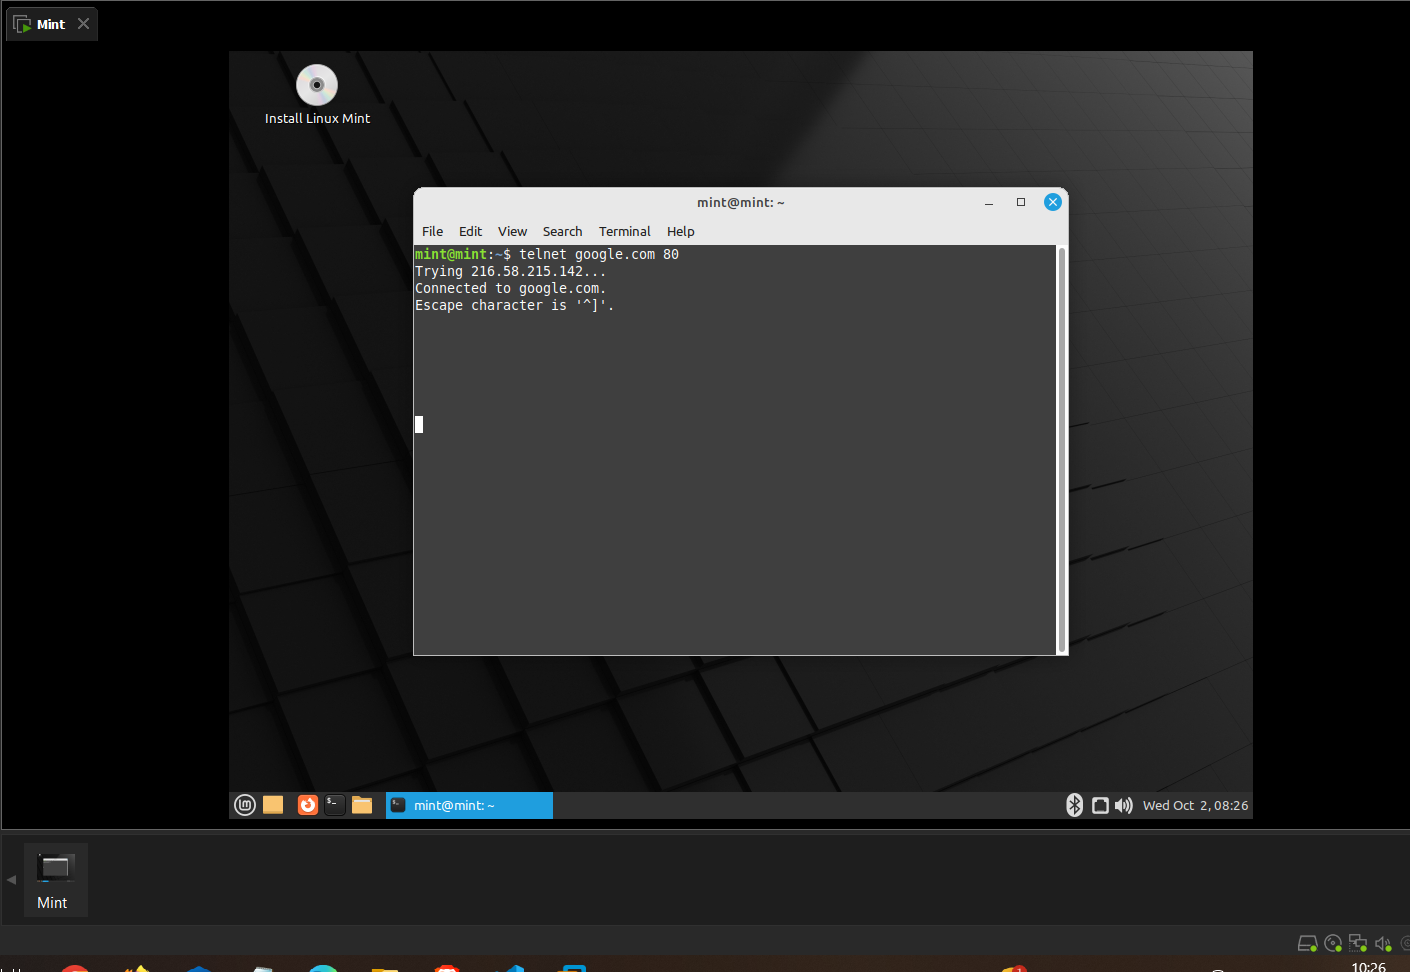 Mint
Install Linux Mint
mint@mint: ~
File Edit View Search Terminal Help
mint@mint:~$ telnet google.com 80
Trying 216.58.215.142...
Connected to google.com.
Escape character is '^]'.
mint@mint: ~
Wed Oct 2, 08:26
Mint
10:26